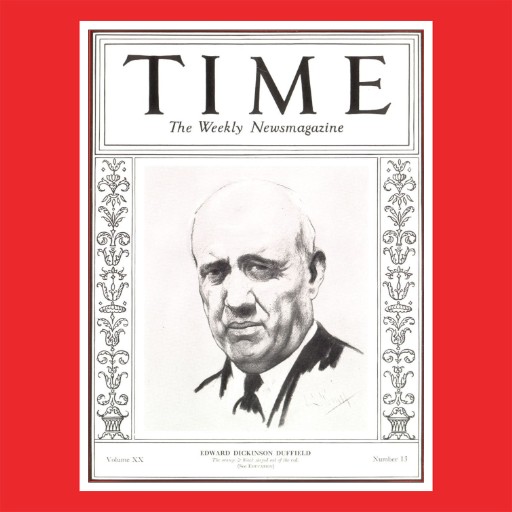 TIME
The Weekly Newsmagazine
EDWARD DICKINSON DUFFIELD
Volume XX
Number 13